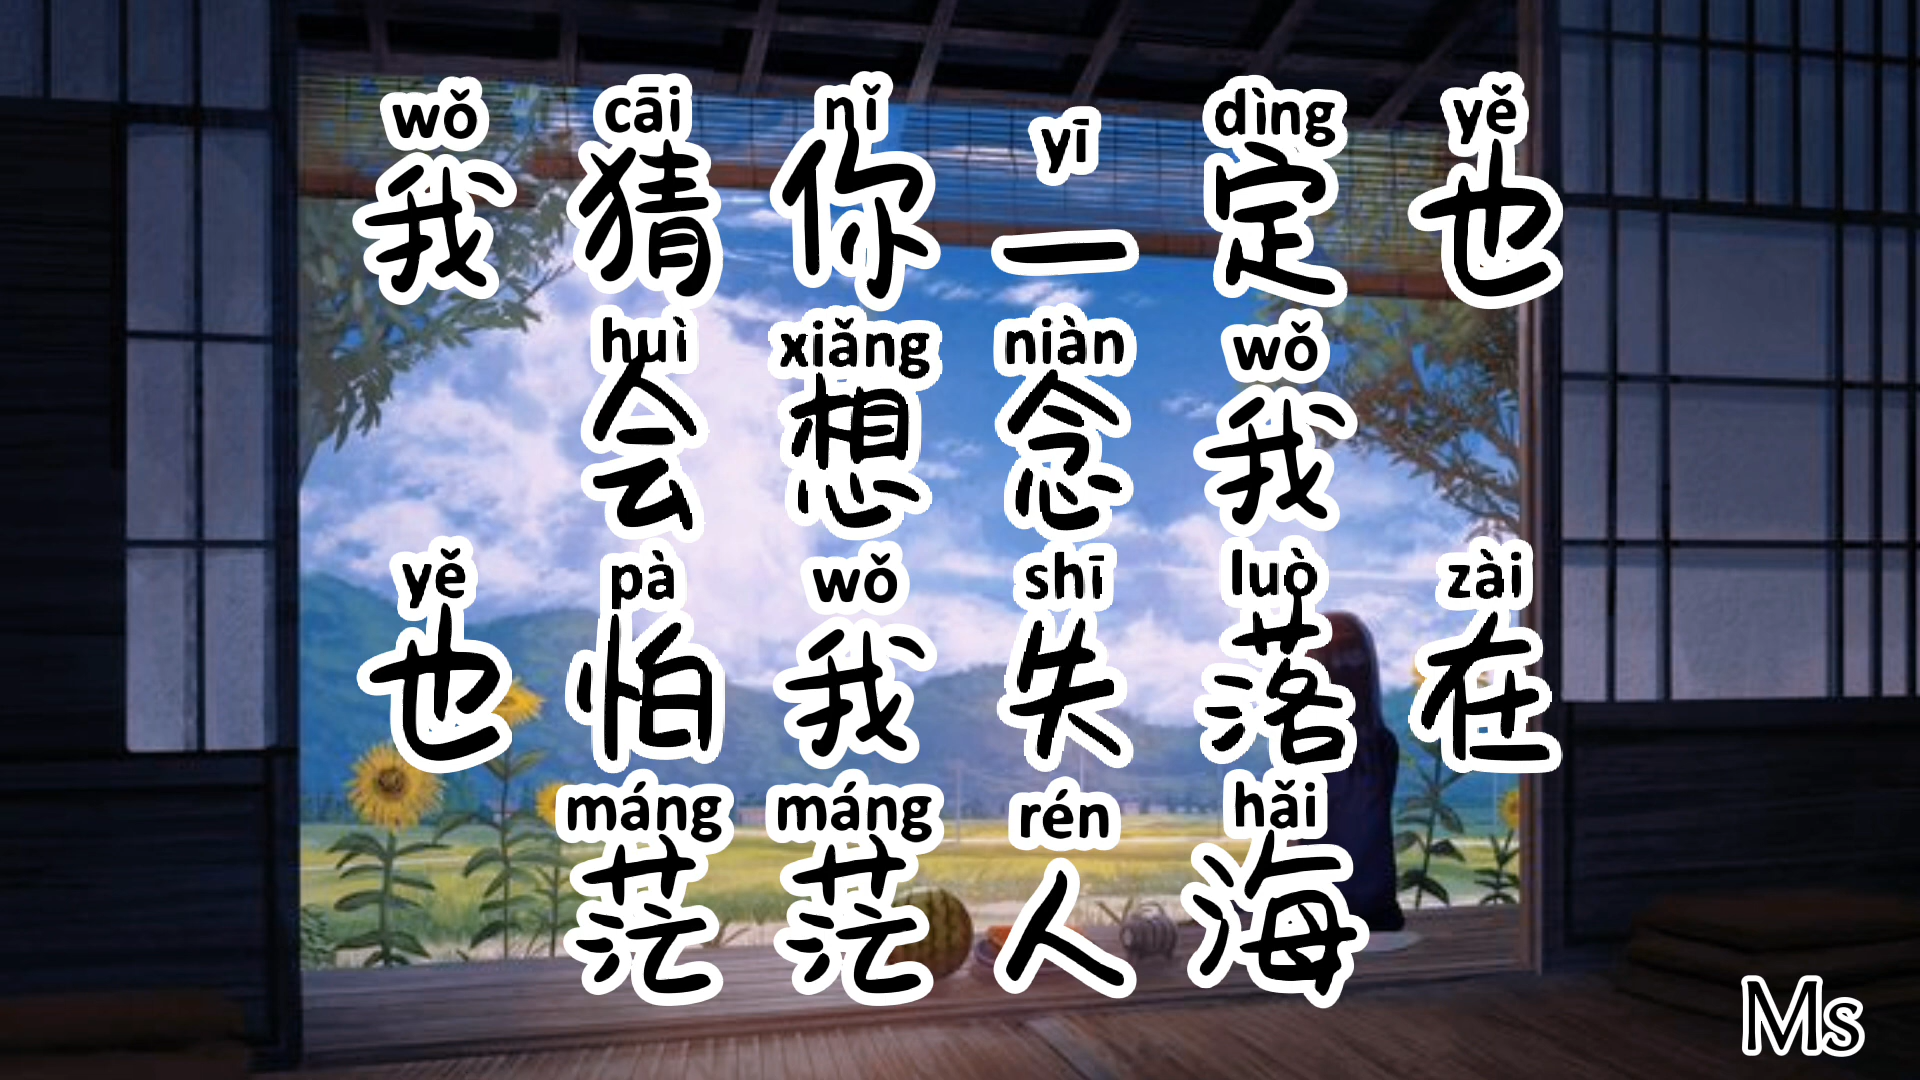 wǒ cāi nǐ yī dìng yě
我猜你一定也
huì xiǎng niàn wǒ
会想念我
yě pà wǒ shī luò zài
也怕我失落在
máng máng rén hǎi
茫茫人海
Ms